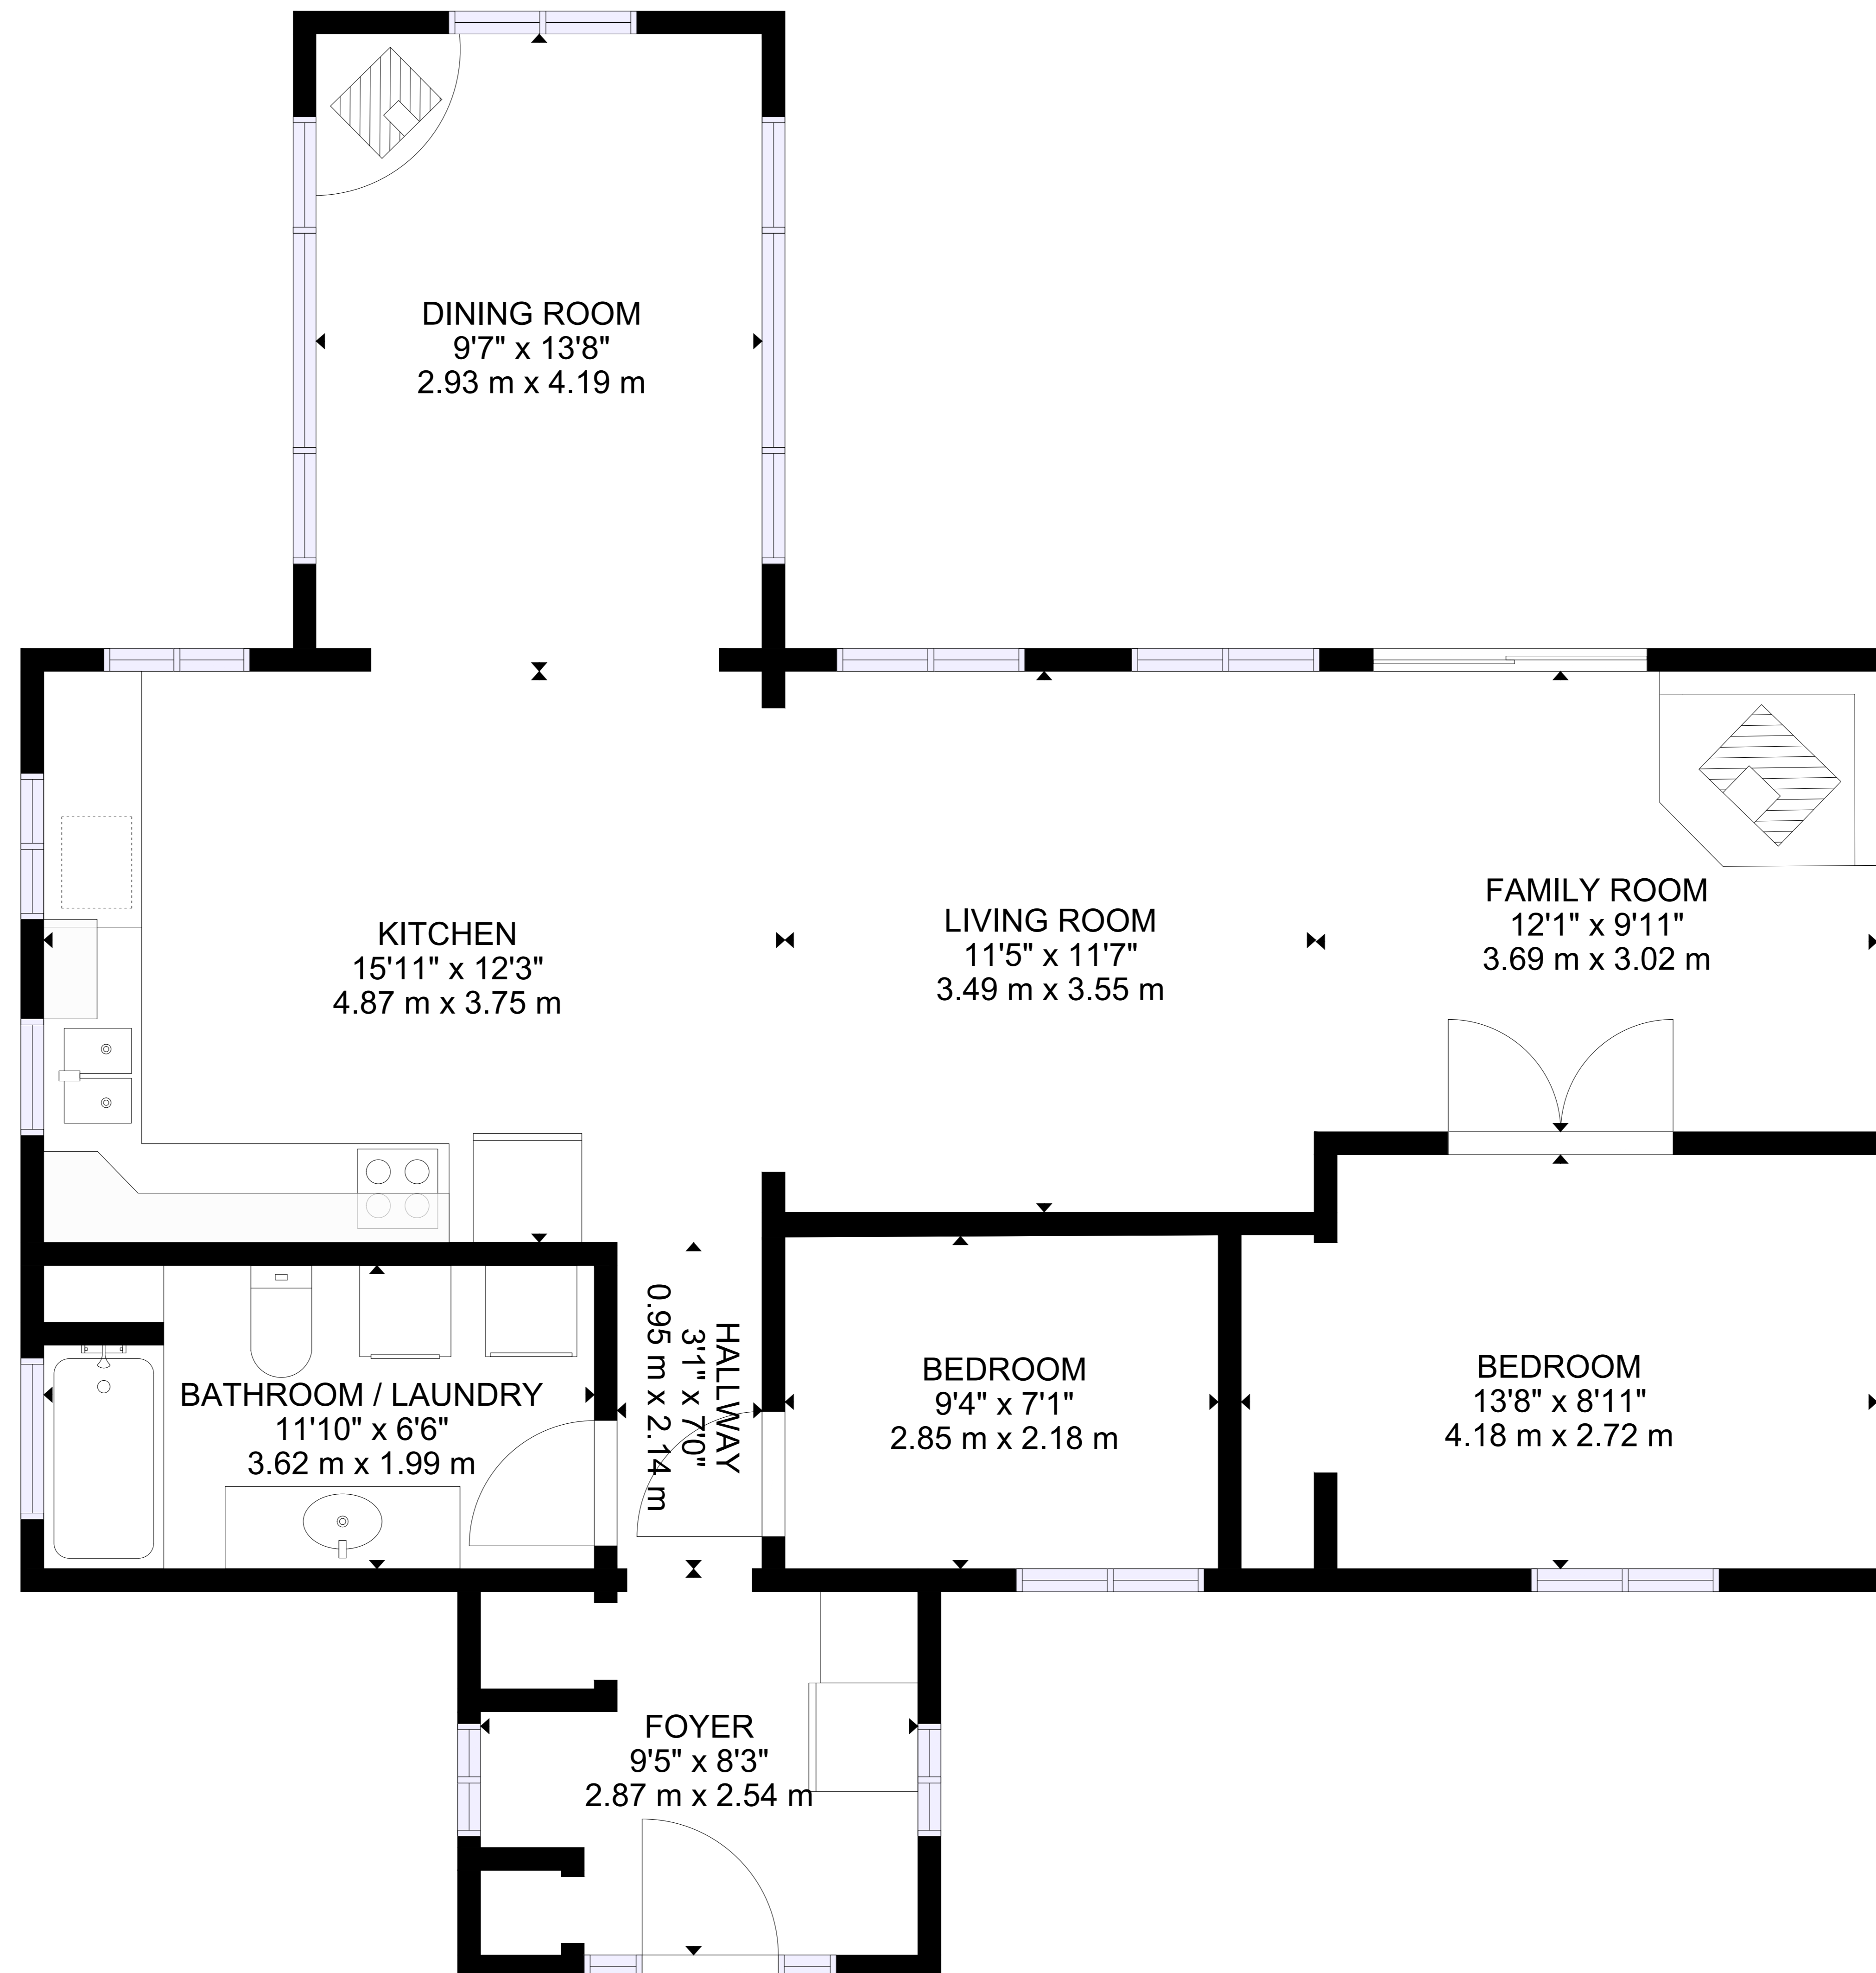 DINING ROOM
9'7" x 13'8"
2.93 m x 4.19 m
KITCHEN
15'11" x 12'3"
4.87 m x 3.75 m
LIVING ROOM
11'5" x 11'7"
3.49 m x 3.55 m
FAMILY ROOM
12'1" x 9'11"
3.69 m x 3.02 m
BATHROOM / LAUNDRY
11'10" x 6'6"
3.62 m x 1.99 m
HALLWAY
3'1" x 7'0"
0.95 m x 2.14 m
BEDROOM
9'4" x 7'1"
2.85 m x 2.18 m
BEDROOM
13'8" x 8'11"
4.18 m x 2.72 m
FOYER
9'5" x 8'3"
2.87 m x 2.54 m